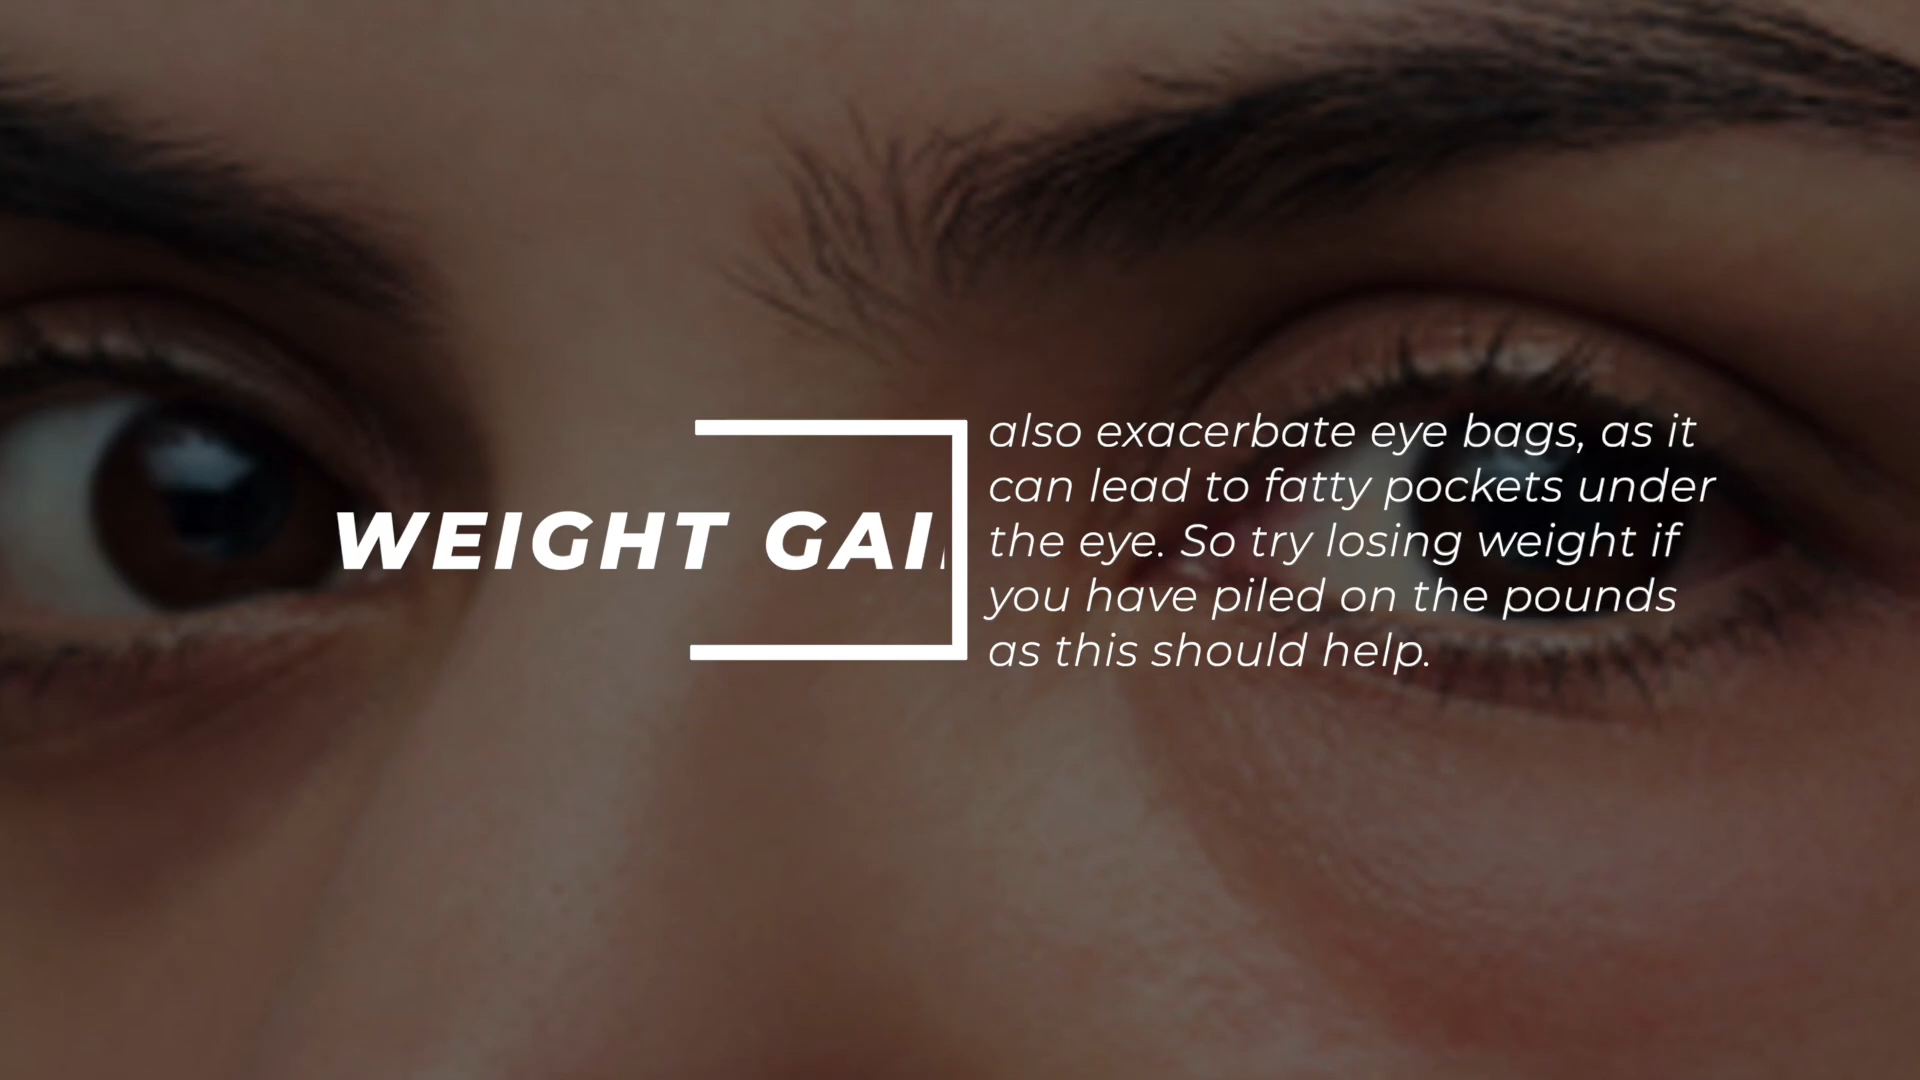 WEIGHT GAI
also exacerbate eye bags, as it
can lead to fatty pockets under
the eye. So try losing weight if
you have piled on the pounds
as this should help.